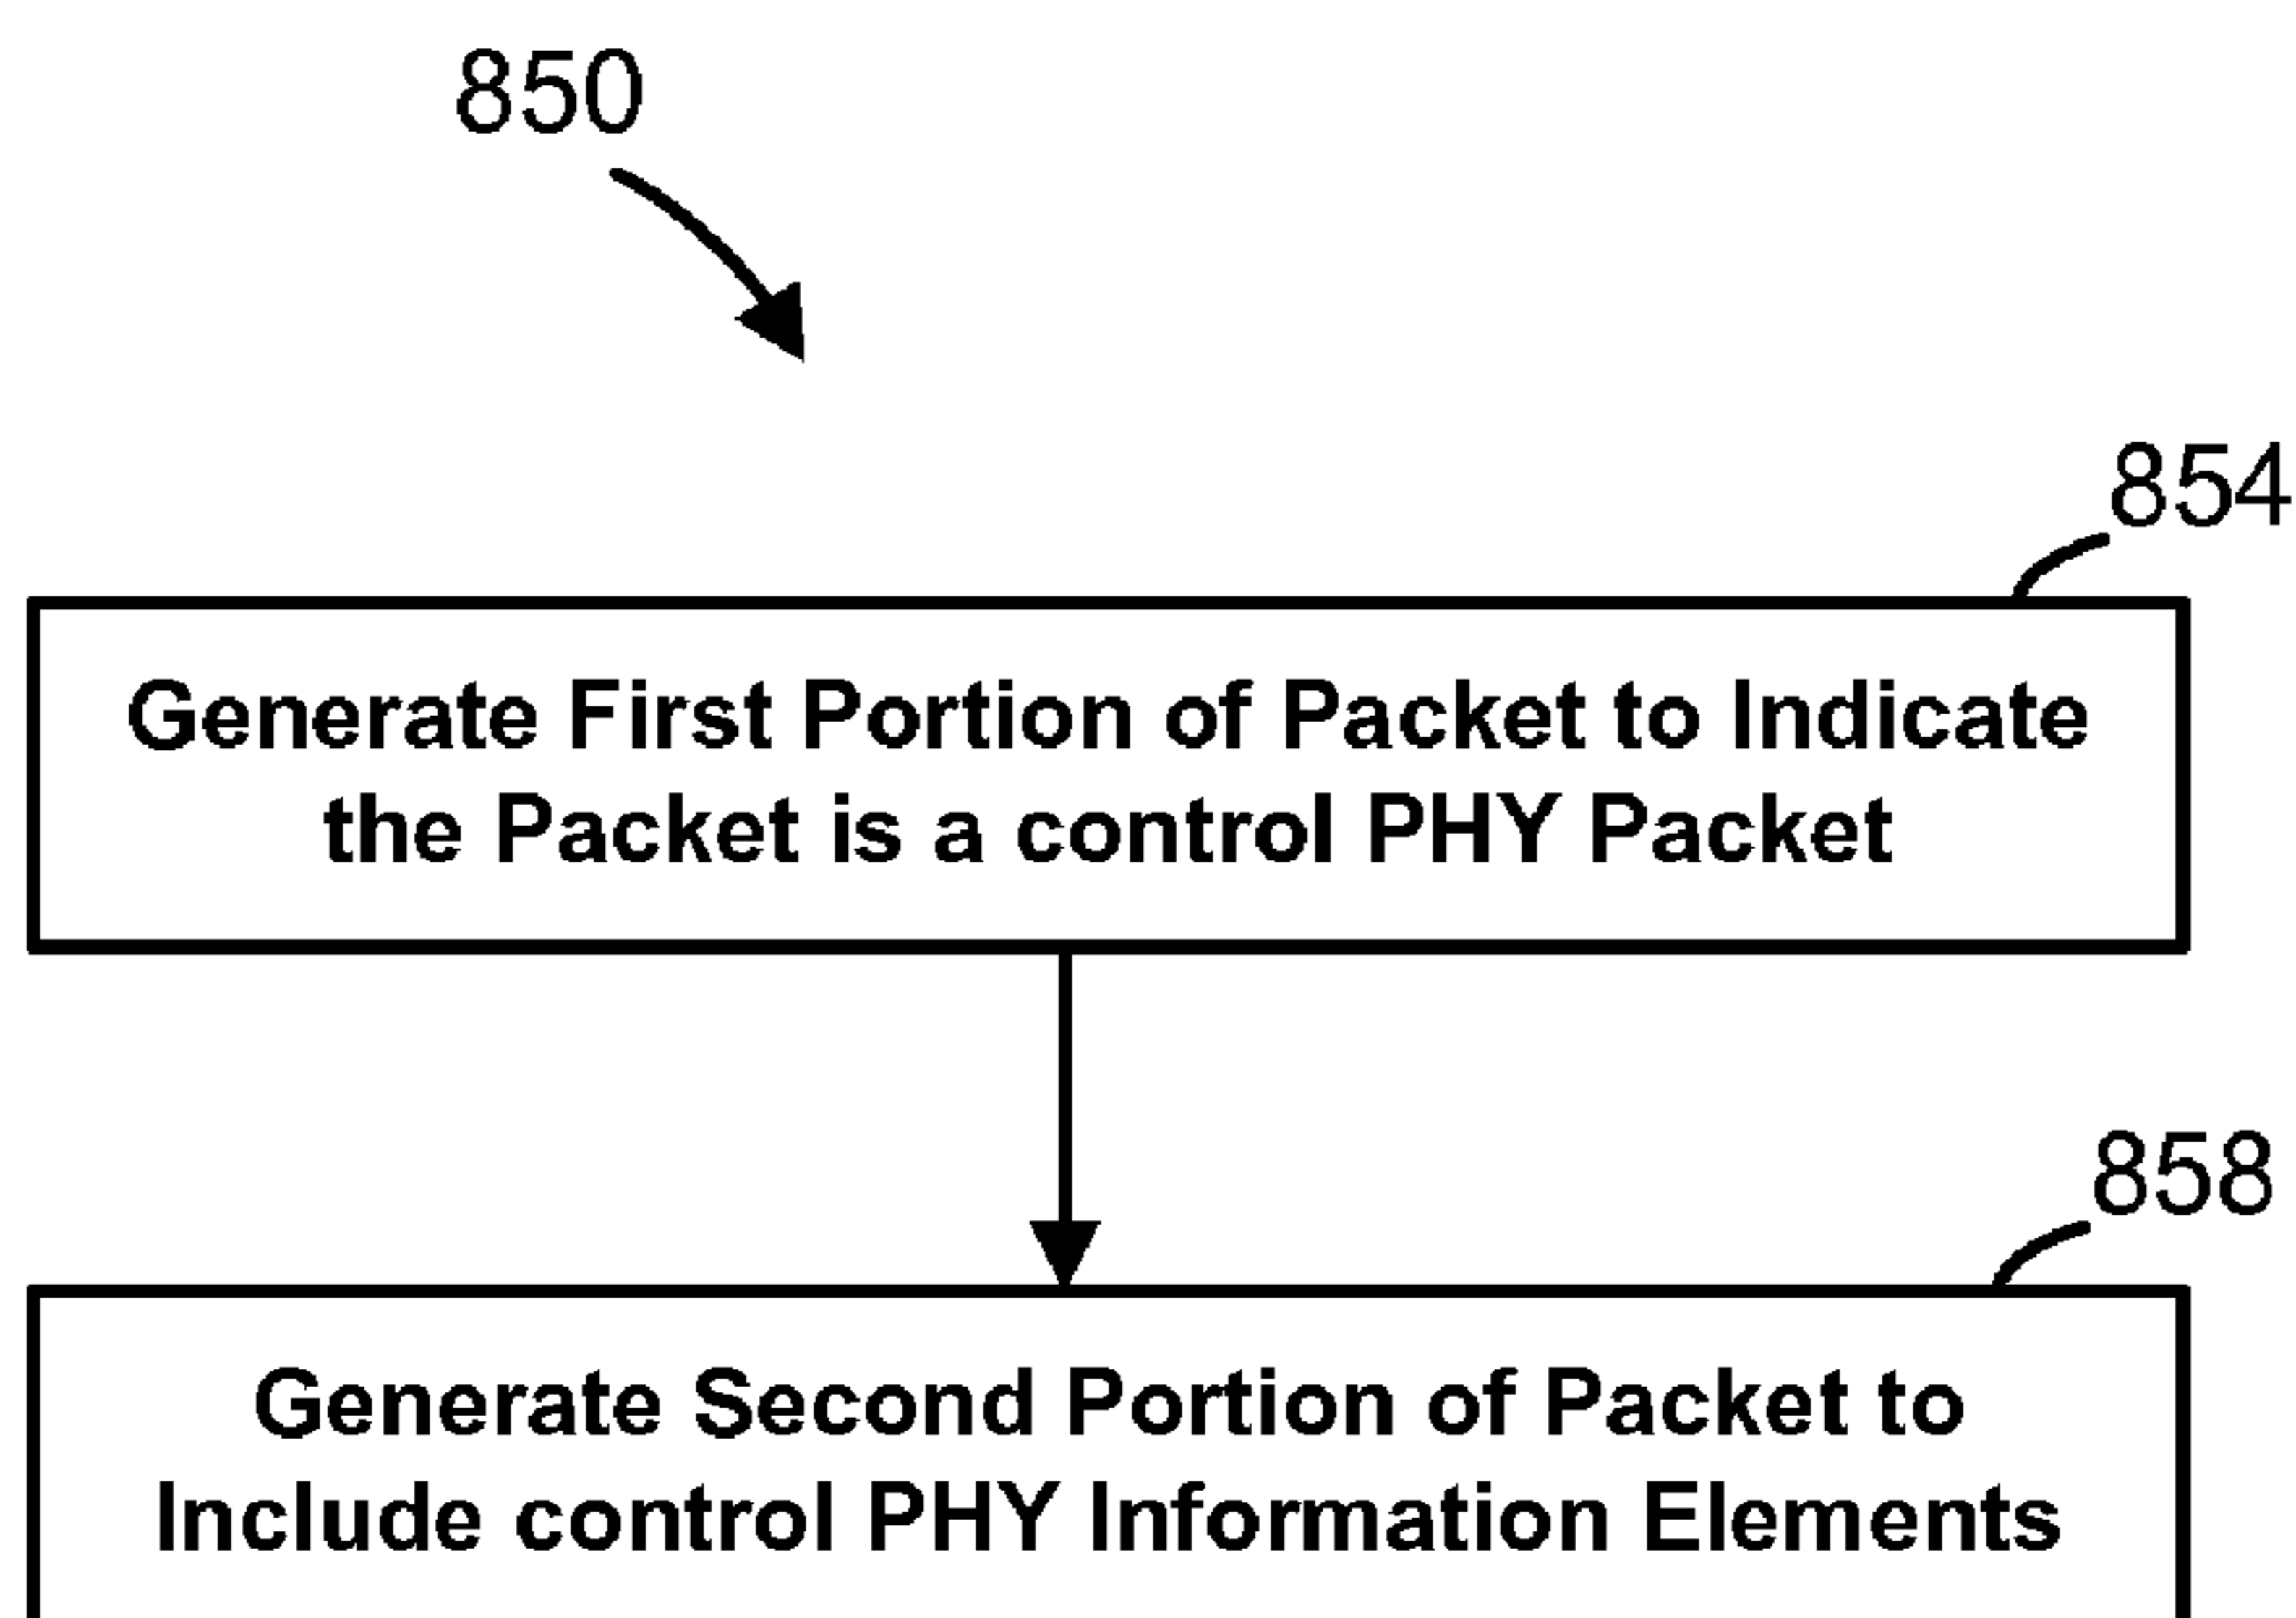 850
854
Generate First Portion of Packet to Indicate
the Packet is a control PHY Packet
858
Generate Second Portion of Packet to
Include control PHY Information Elements